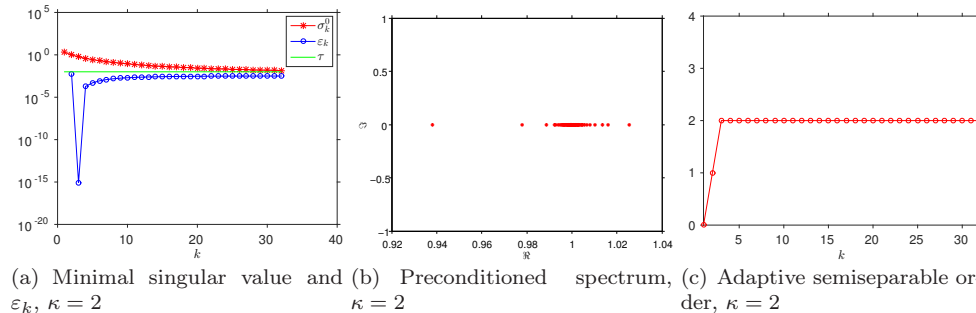 10^5
10^0
10^-5
10^-10
10^-15
10^-20
0 10 20 30 40
k
σ_k^0
ε_k
τ
1
0.5
0
−0.5
−1
0.92 0.94 0.96 0.98 1 1.02 1.04
ℜ
ℑ
4
3
2
1
0
5 10 15 20 25 30
k
(a) Minimal singular value and
ε_k, κ = 2
(b) Preconditioned spectrum,
κ = 2
(c) Adaptive semiseparable or
der, κ = 2